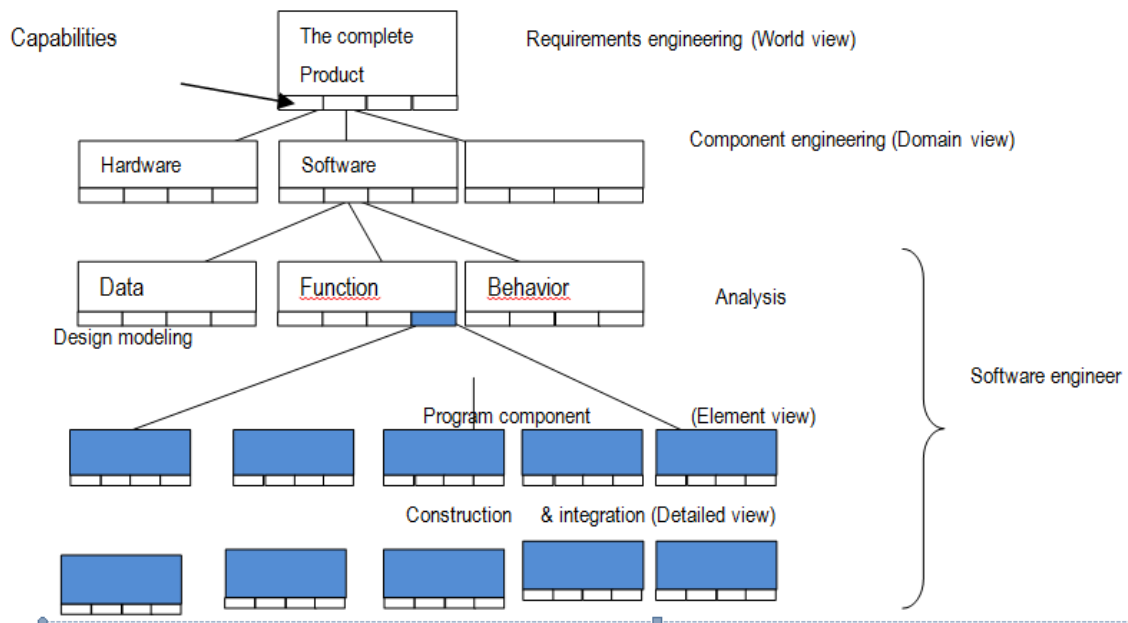 Capabilities
The complete
Product
Requirements engineering (World view)
Component engineering (Domain view)
Hardware
Software
Data
Function
Behavior
Analysis
Design modeling
Software engineer
Program component
(Element view)
Construction & integration (Detailed view)